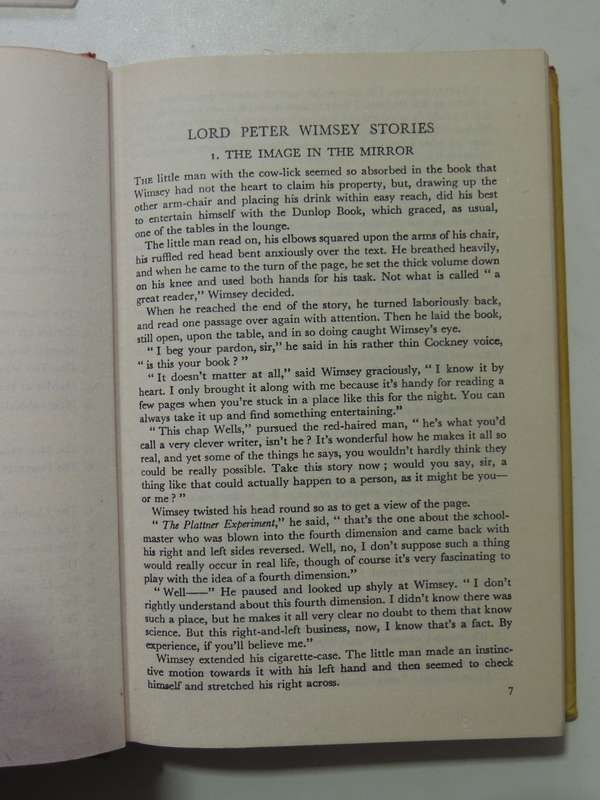 LORD PETER WIMSEY STORIES
1. THE IMAGE IN THE MIRROR
THE little man with the cow-lick seemed so absorbed in the book that
Wimsey had not the heart to claim his property, but, drawing up the
other arm-chair and placing his drink within easy reach, did his best
to entertain himself with the Dunlop Book, which graced, as usual,
one of the tables in the lounge.
The little man read on, his elbows squared upon the arms of his chair,
his ruffled red head bent anxiously over the text. He breathed heavily,
and when he came to the turn of the page, he set the thick volume down
on his knee and used both hands for his task. Not what is called “ a
great reader,” Wimsey decided.
When he reached the end of the story, he turned laboriously back,
and read one passage over again with attention. Then he laid the book,
still open, upon the table, and in so doing caught Wimsey’s eye.
“ I beg your pardon, sir,” he said in his rather thin Cockney voice,
“ is this your book ? ”
“ It doesn’t matter at all,” said Wimsey graciously, “ I know it by
heart. I only brought it along with me because it’s handy for reading a
few pages when you’re stuck in a place like this for the night. You can
always take it up and find something entertaining.”
“ This chap Wells,” pursued the red-haired man, “ he’s what you’d
call a very clever writer, isn’t he ? It’s wonderful how he makes it all so
real, and yet some of the things he says, you wouldn’t hardly think they
could be really possible. Take this story now ; would you say, sir, a
thing like that could actually happen to a person, as it might be you—
or me ? ”
Wimsey twisted his head round so as to get a view of the page.
“ The Plattner Experiment,” he said, “ that’s the one about the school-
master who was blown into the fourth dimension and came back with
his right and left sides reversed. Well, no, I don’t suppose such a thing
would really occur in real life, though of course it’s very fascinating to
play with the idea of a fourth dimension.”
“ Well——” He paused and looked up shyly at Wimsey. “ I don’t
rightly understand about this fourth dimension. I didn’t know there was
such a place, but he makes it all very clear no doubt to them that know
science. But this right-and-left business, now, I know that’s a fact. By
experience, if you’ll believe me.”
Wimsey extended his cigarette-case. The little man made an instinc-
tive motion towards it with his left hand and then seemed to check
himself and stretched his right across.
7